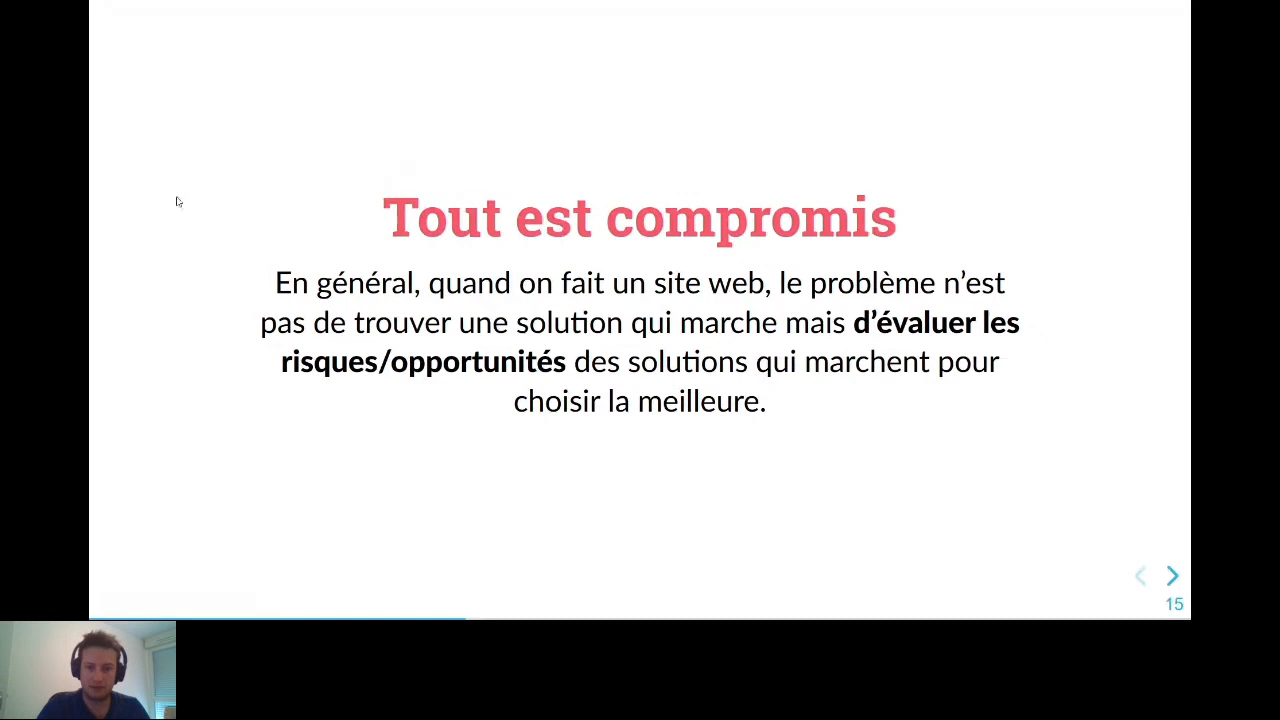 Tout est compromis
En général, quand on fait un site web, le problème n’est
pas de trouver une solution qui marche mais d’évaluer les
risques/opportunités des solutions qui marchent pour
choisir la meilleure.
15